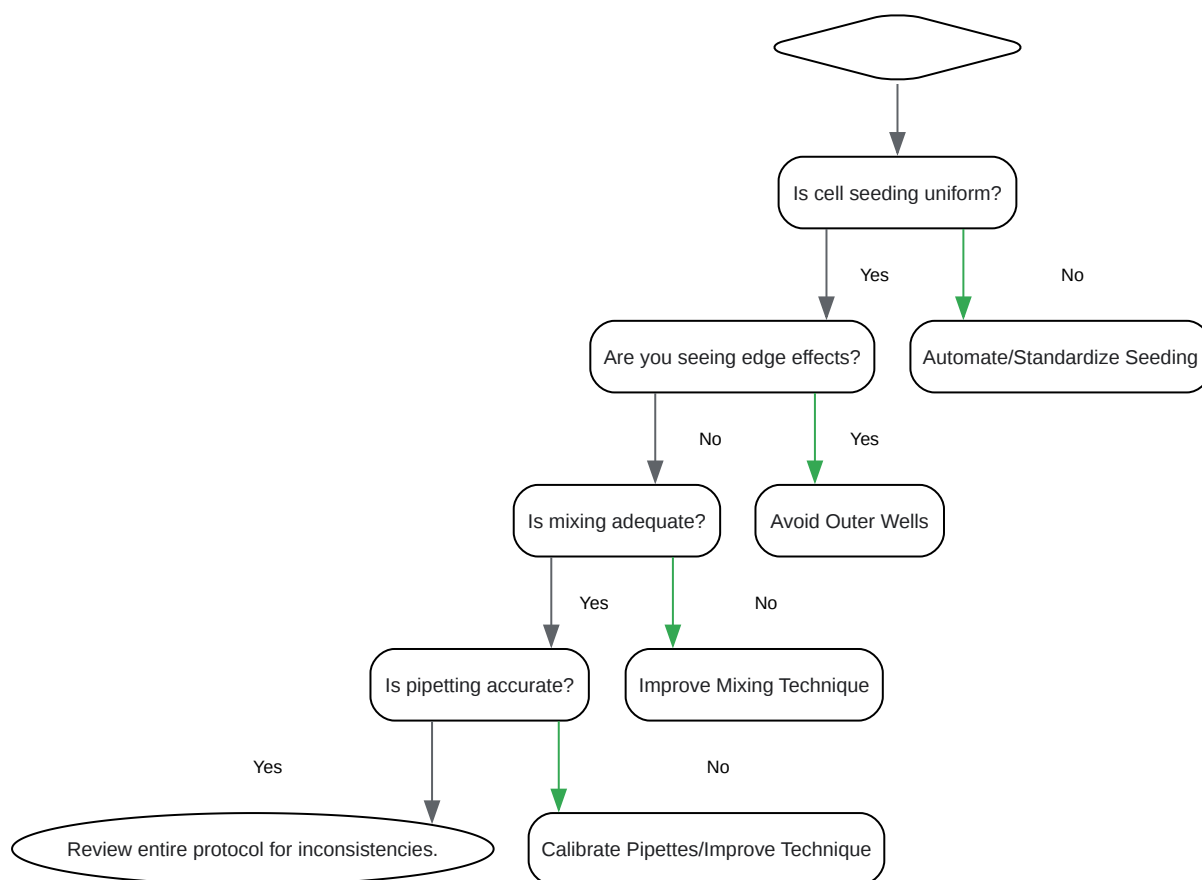 Is cell seeding uniform?
Yes
No
Are you seeing edge effects?
Automate/Standardize Seeding
No
Yes
Is mixing adequate?
Avoid Outer Wells
Yes
No
Is pipetting accurate?
Improve Mixing Technique
Yes
No
Review entire protocol for inconsistencies.
Calibrate Pipettes/Improve Technique